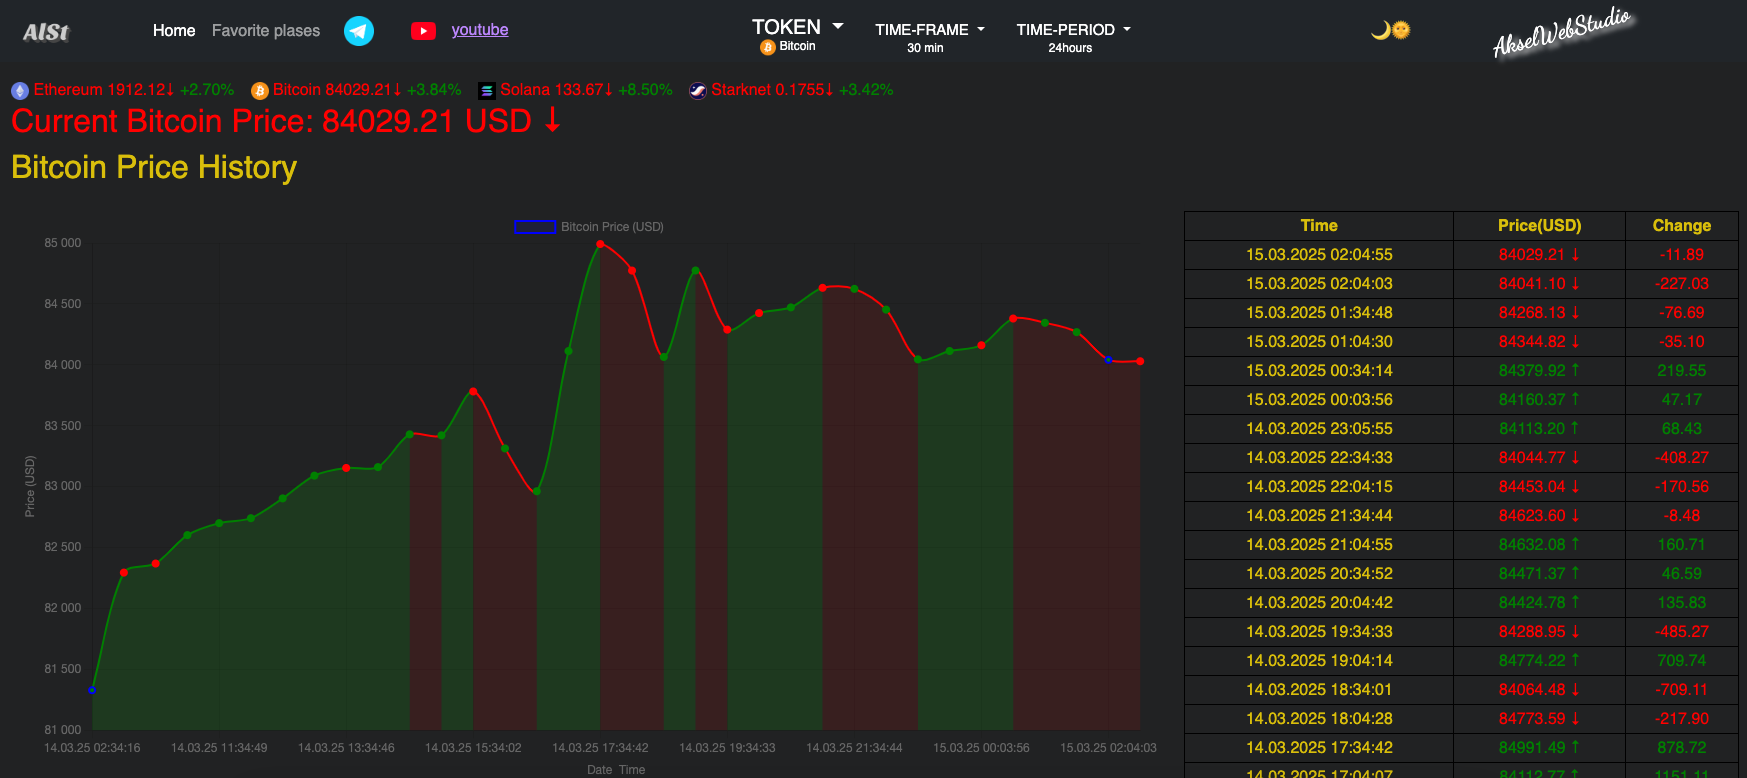 AlSt
Home Favorite plases youtube
TOKEN
Bitcoin
TIME-FRAME
30 min
TIME-PERIOD
24hours
AkselWebStudio
Ethereum 1912.12↓ +2.70% Bitcoin 84029.21↓ +3.84% Solana 133.67↓ +8.50% Starknet 0.1755↓ +3.42%
Current Bitcoin Price: 84029.21 USD ↓
Bitcoin Price History
Bitcoin Price (USD)
85 000
84 500
84 000
83 500
83 000
82 500
82 000
81 500
81 000
Price (USD)
14.03.25 02:34:16 14.03.25 11:34:49 14.03.25 13:34:46 14.03.25 15:34:02 14.03.25 17:34:42 14.03.25 19:34:33 14.03.25 21:34:44 15.03.25 00:03:56 15.03.25 02:04:03
Date Time
Time Price(USD) Change
15.03.2025 02:04:55 84029.21 ↓ -11.89
15.03.2025 02:04:03 84041.10 ↓ -227.03
15.03.2025 01:34:48 84268.13 ↓ -76.69
15.03.2025 01:04:30 84344.82 ↓ -35.10
15.03.2025 00:34:14 84379.92 ↑ 219.55
15.03.2025 00:03:56 84160.37 ↑ 47.17
14.03.2025 23:05:55 84113.20 ↑ 68.43
14.03.2025 22:34:33 84044.77 ↓ -408.27
14.03.2025 22:04:15 84453.04 ↓ -170.56
14.03.2025 21:34:44 84623.60 ↓ -8.48
14.03.2025 21:04:55 84632.08 ↑ 160.71
14.03.2025 20:34:52 84471.37 ↑ 46.59
14.03.2025 20:04:42 84424.78 ↑ 135.83
14.03.2025 19:34:33 84288.95 ↓ -485.27
14.03.2025 19:04:14 84774.22 ↑ 709.74
14.03.2025 18:34:01 84064.48 ↓ -709.11
14.03.2025 18:04:28 84773.59 ↓ -217.90
14.03.2025 17:34:42 84991.49 ↑ 878.72
14.03.2025 17:04:07 84112.77 ↑ 1151.11